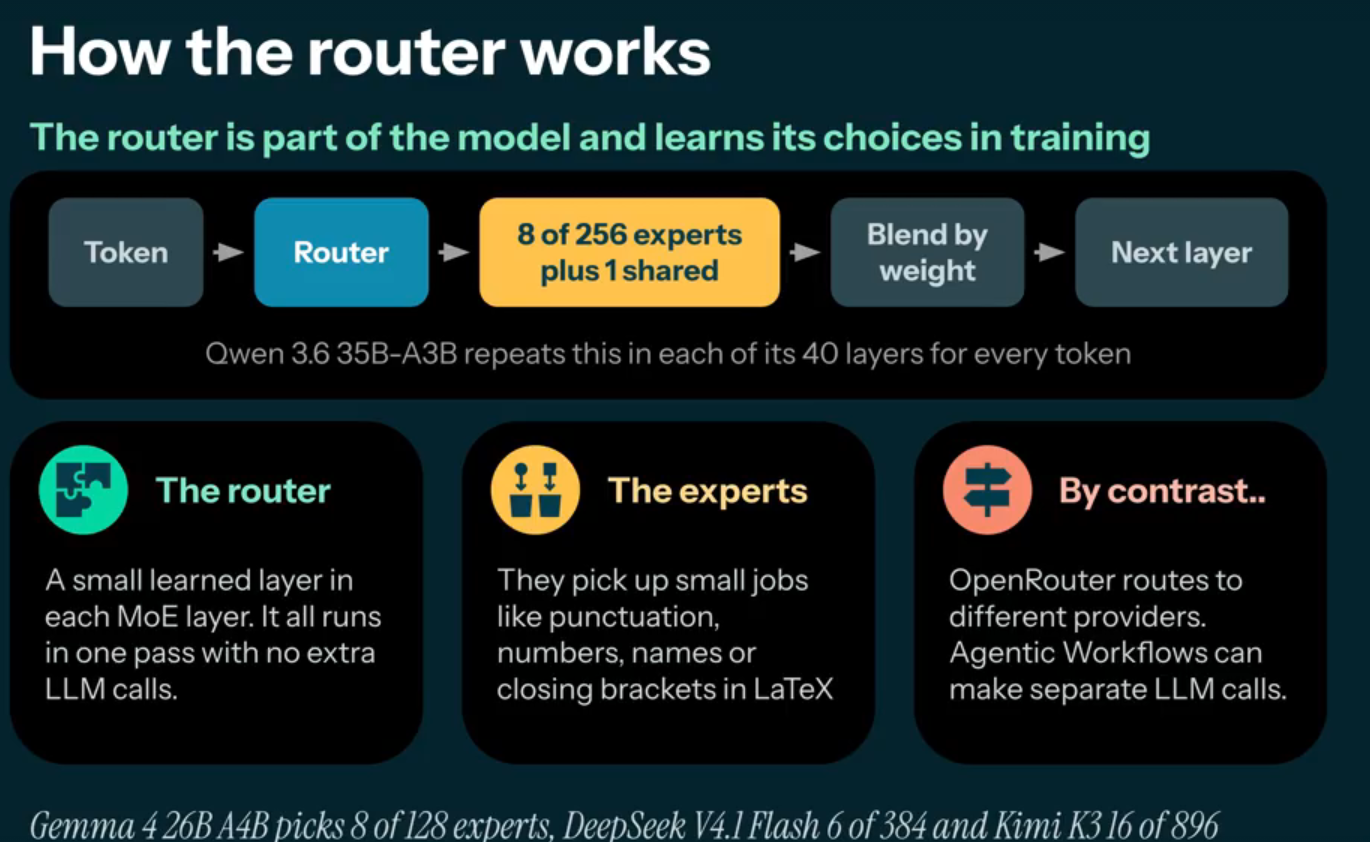 How the router works
The router is part of the model and learns its choices in training
Token
Router
8 of 256 experts
plus 1 shared
Blend by
weight
Next layer
Qwen 3.6 35B-A3B repeats this in each of its 40 layers for every token
The router
A small learned layer in
each MoE layer. It all runs
in one pass with no extra
LLM calls.
The experts
They pick up small jobs
like punctuation,
numbers, names or
closing brackets in LaTeX
By contrast..
OpenRouter routes to
different providers.
Agentic Workflows can
make separate LLM calls.
Gemma 4 26B A4B picks 8 of 128 experts, DeepSeek V4.1 Flash 6 of 384 and Kimi K3 16 of 896